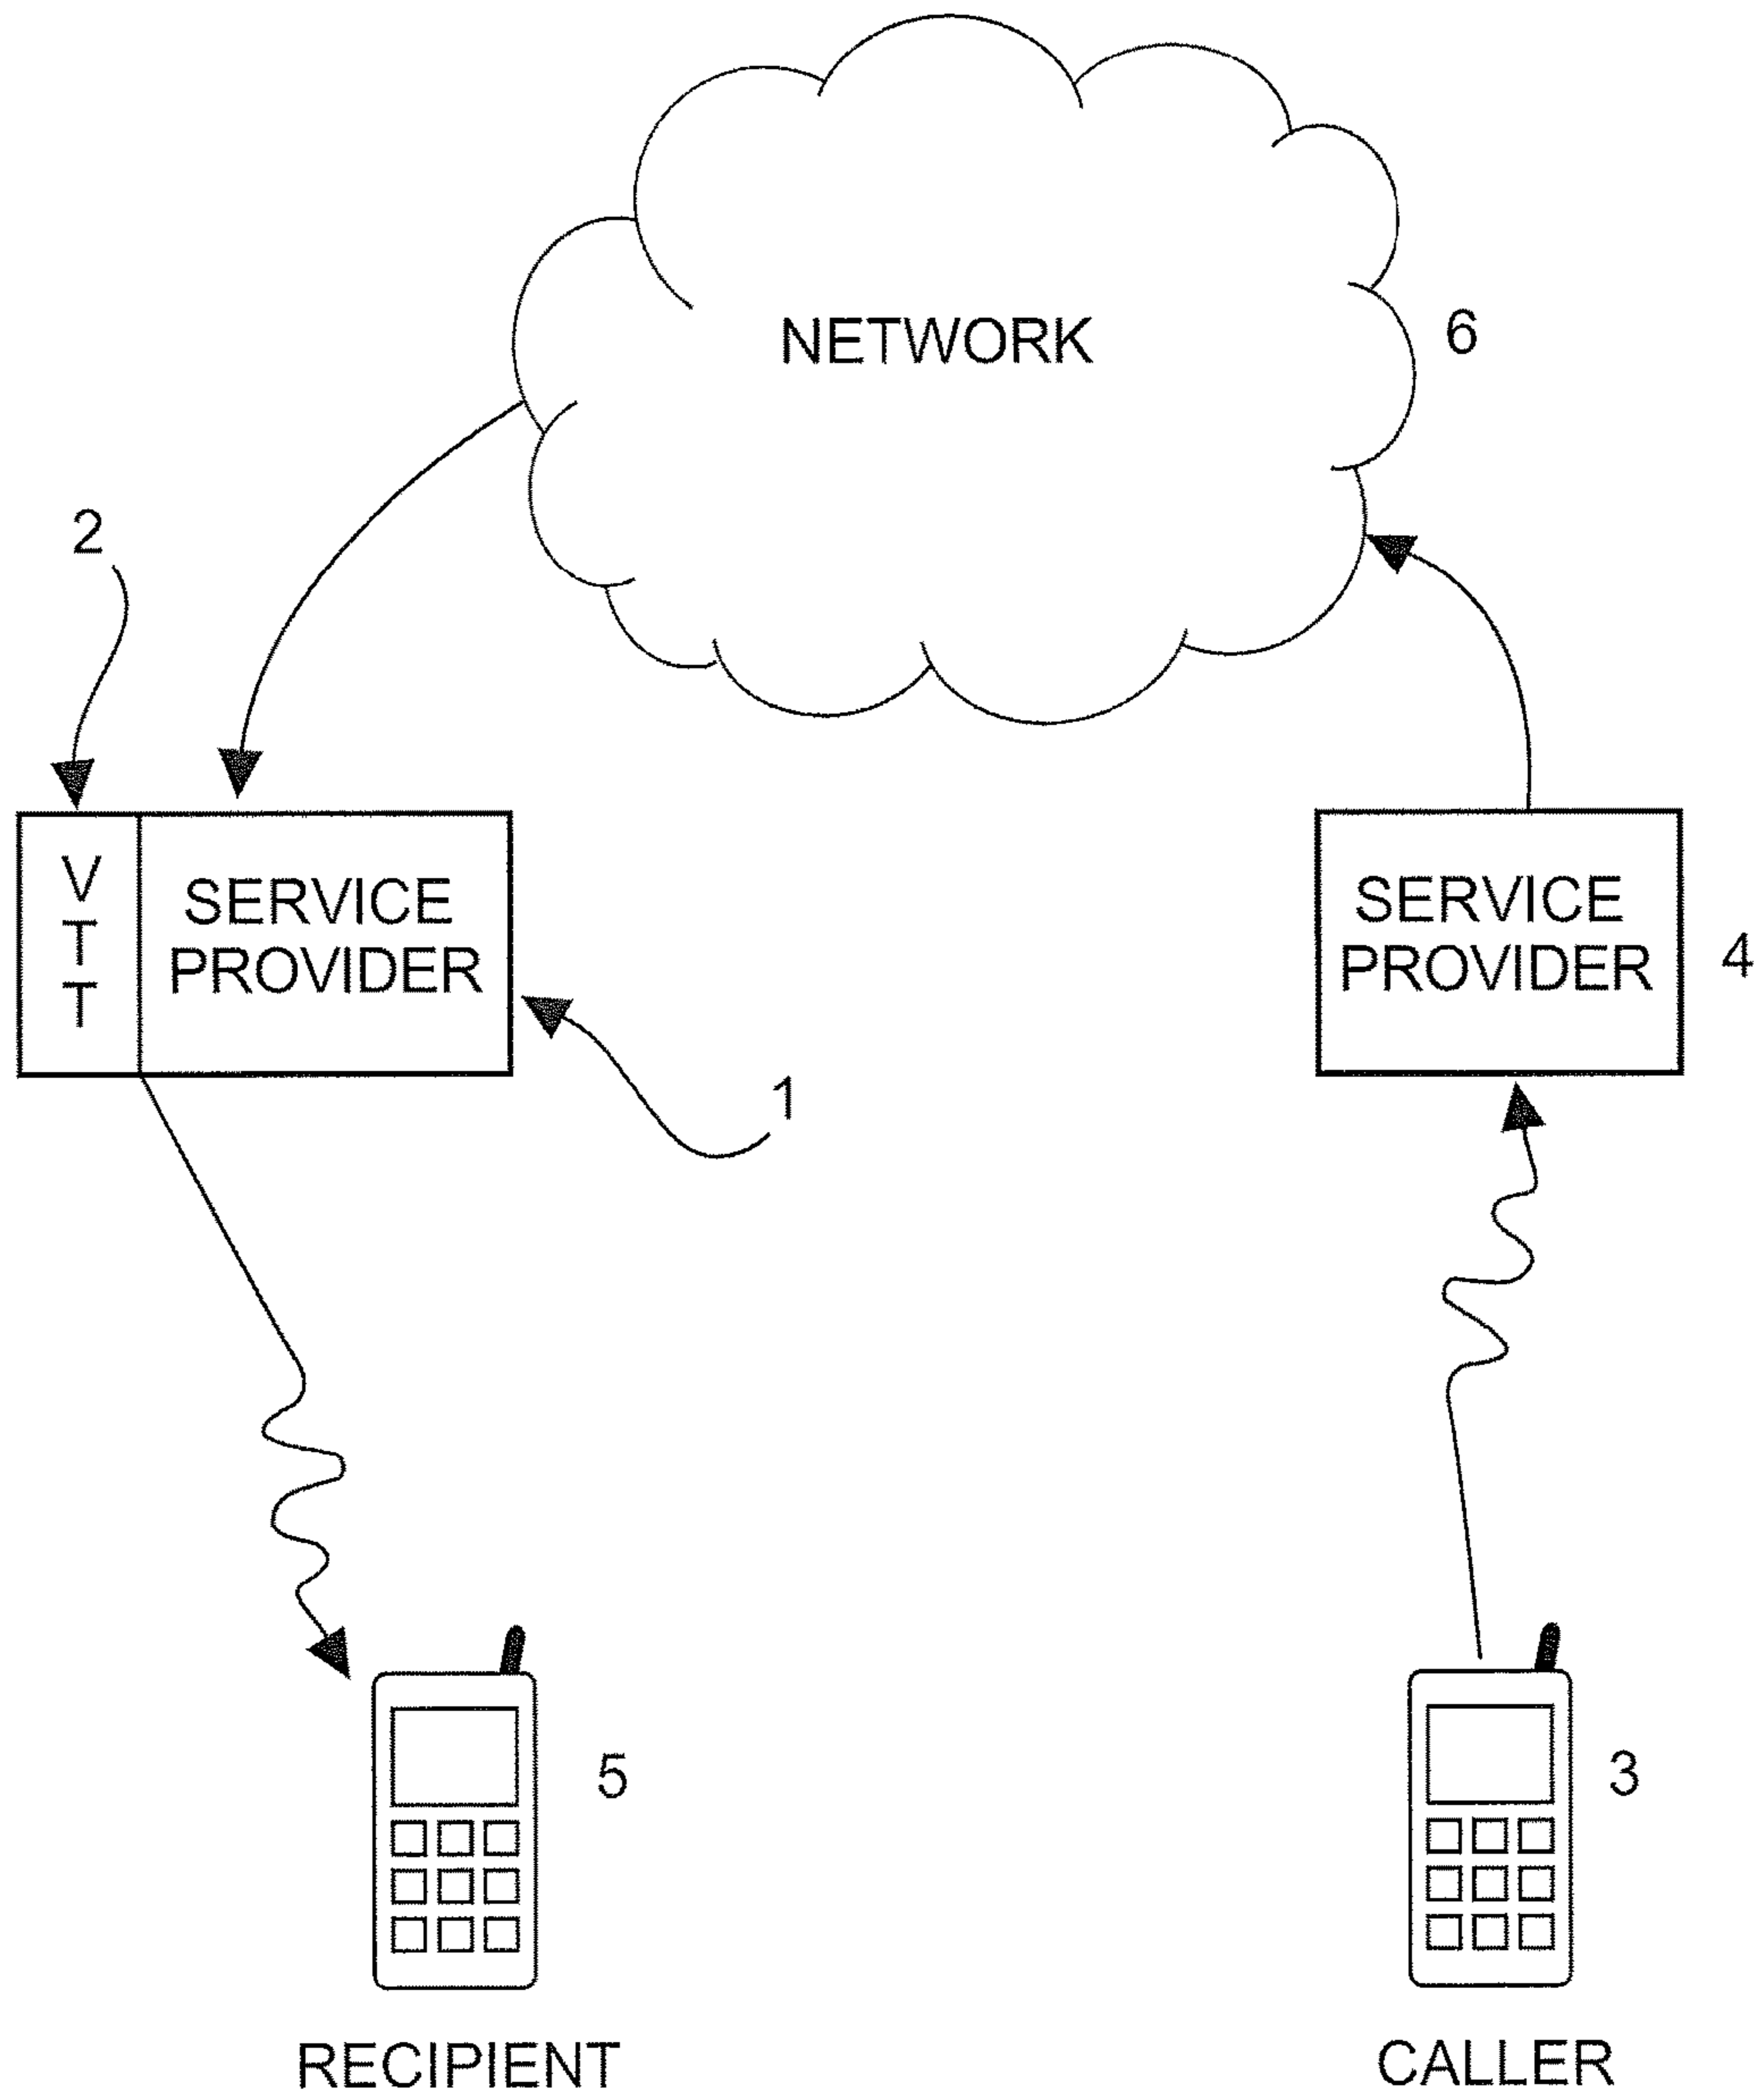 NETWORK
6
2
V
T
T
SERVICE
PROVIDER
SERVICE
PROVIDER
4
1
5
3
RECIPIENT
CALLER